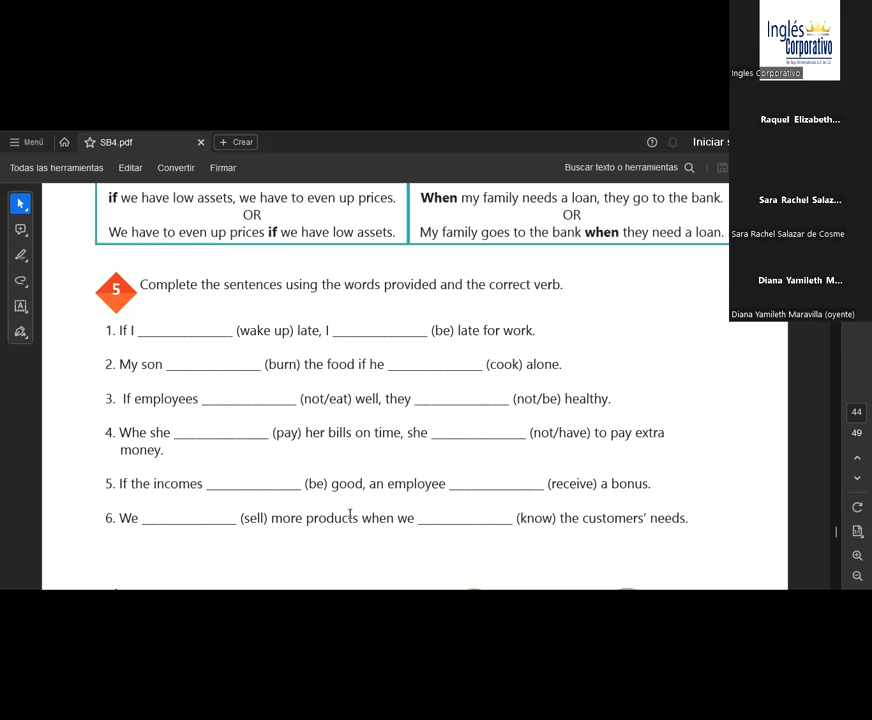 Inglés
Corporativo
Ingles Corporativo
Raquel Elizabeth...
Sara Rachel Salaz...
Sara Rachel Salazar de Cosme
Diana Yamileth M...
Diana Yamileth Maravilla (oyente)
Menú SB4.pdf + Crear Iniciar s
Todas las herramientas Editar Convertir Firmar Buscar texto o herramientas
if we have low assets, we have to even up prices.
OR
We have to even up prices if we have low assets.
When my family needs a loan, they go to the bank.
OR
My family goes to the bank when they need a loan.
5 Complete the sentences using the words provided and the correct verb.
1. If I ______________ (wake up) late, I ______________ (be) late for work.
2. My son ______________ (burn) the food if he ______________ (cook) alone.
3. If employees ______________ (not/eat) well, they ______________ (not/be) healthy.
4. Whe she ______________ (pay) her bills on time, she ______________ (not/have) to pay extra
money.
5. If the incomes ______________ (be) good, an employee ______________ (receive) a bonus.
6. We ______________ (sell) more products when we ______________ (know) the customers' needs.
44
49